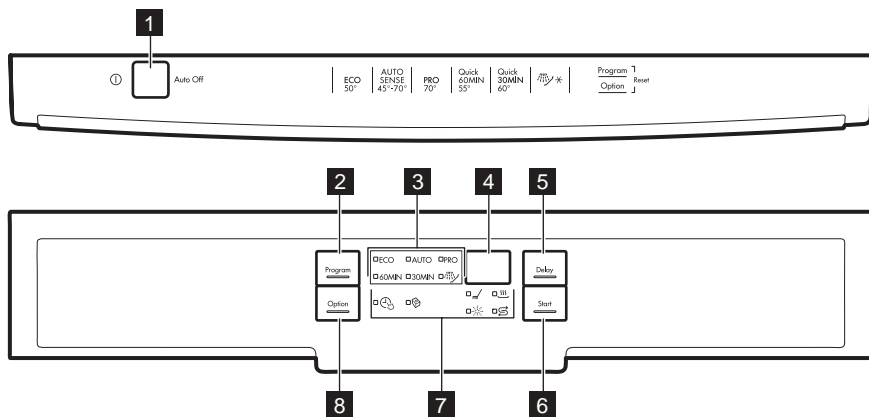 1
Auto Off
ECO
50°
AUTO
SENSE
45°-70°
PRO
70°
Quick
60MIN
55°
Quick
30MIN
60°
Program
Option
Reset
2
3
4
5
Program
ECO AUTO PRO
60MIN 30MIN
Delay
Option
Start
8
7
6